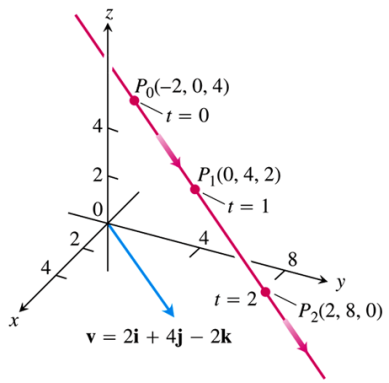 z
P₀(−2, 0, 4)
t = 0
4
P₁(0, 4, 2)
2
t = 1
0
2
4
8
4
y
t = 2
P₂(2, 8, 0)
x
v = 2i + 4j − 2k